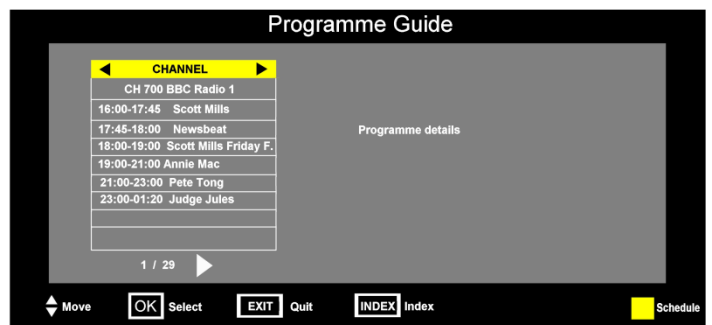 Programme Guide
CHANNEL
CH 700 BBC Radio 1
16:00-17:45 Scott Mills
17:45-18:00 Newsbeat
18:00-19:00 Scott Mills Friday F.
19:00-21:00 Annie Mac
21:00-23:00 Pete Tong
23:00-01:20 Judge Jules
Programme details
1 / 29
Move OK Select EXIT Quit INDEX Index Schedule